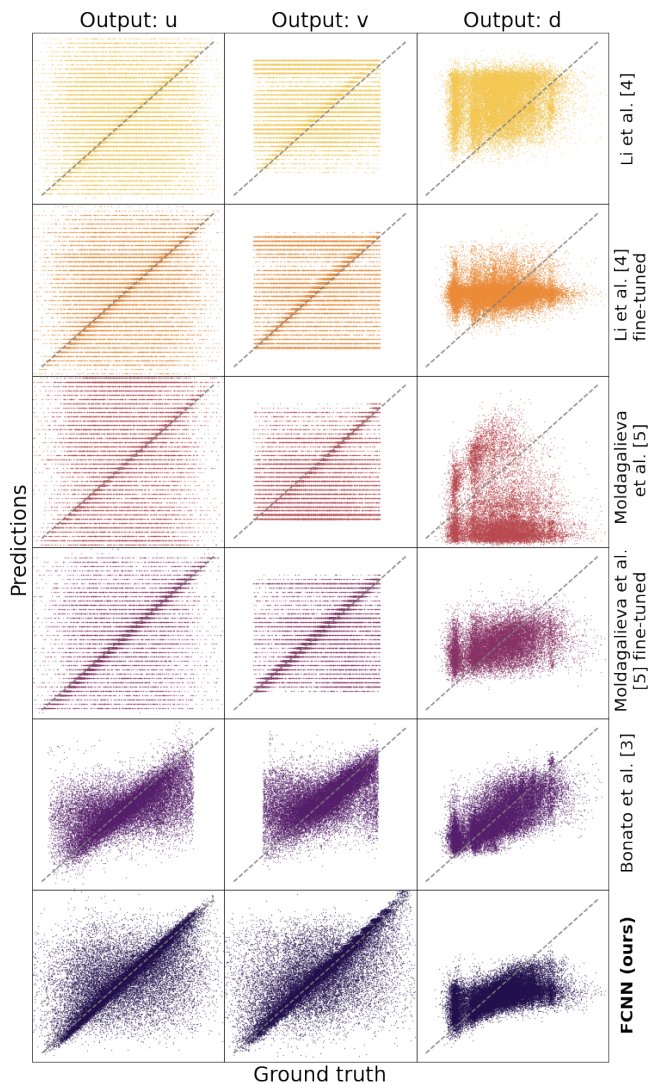 Output: u
Output: v
Output: d
Li et al. [4]
Li et al. [4]
fine-tuned
Moldagalieva
et al. [5]
Moldagalieva et al.
[5] fine-tuned
Bonato et al. [3]
FCNN (ours)
Predictions
Ground truth